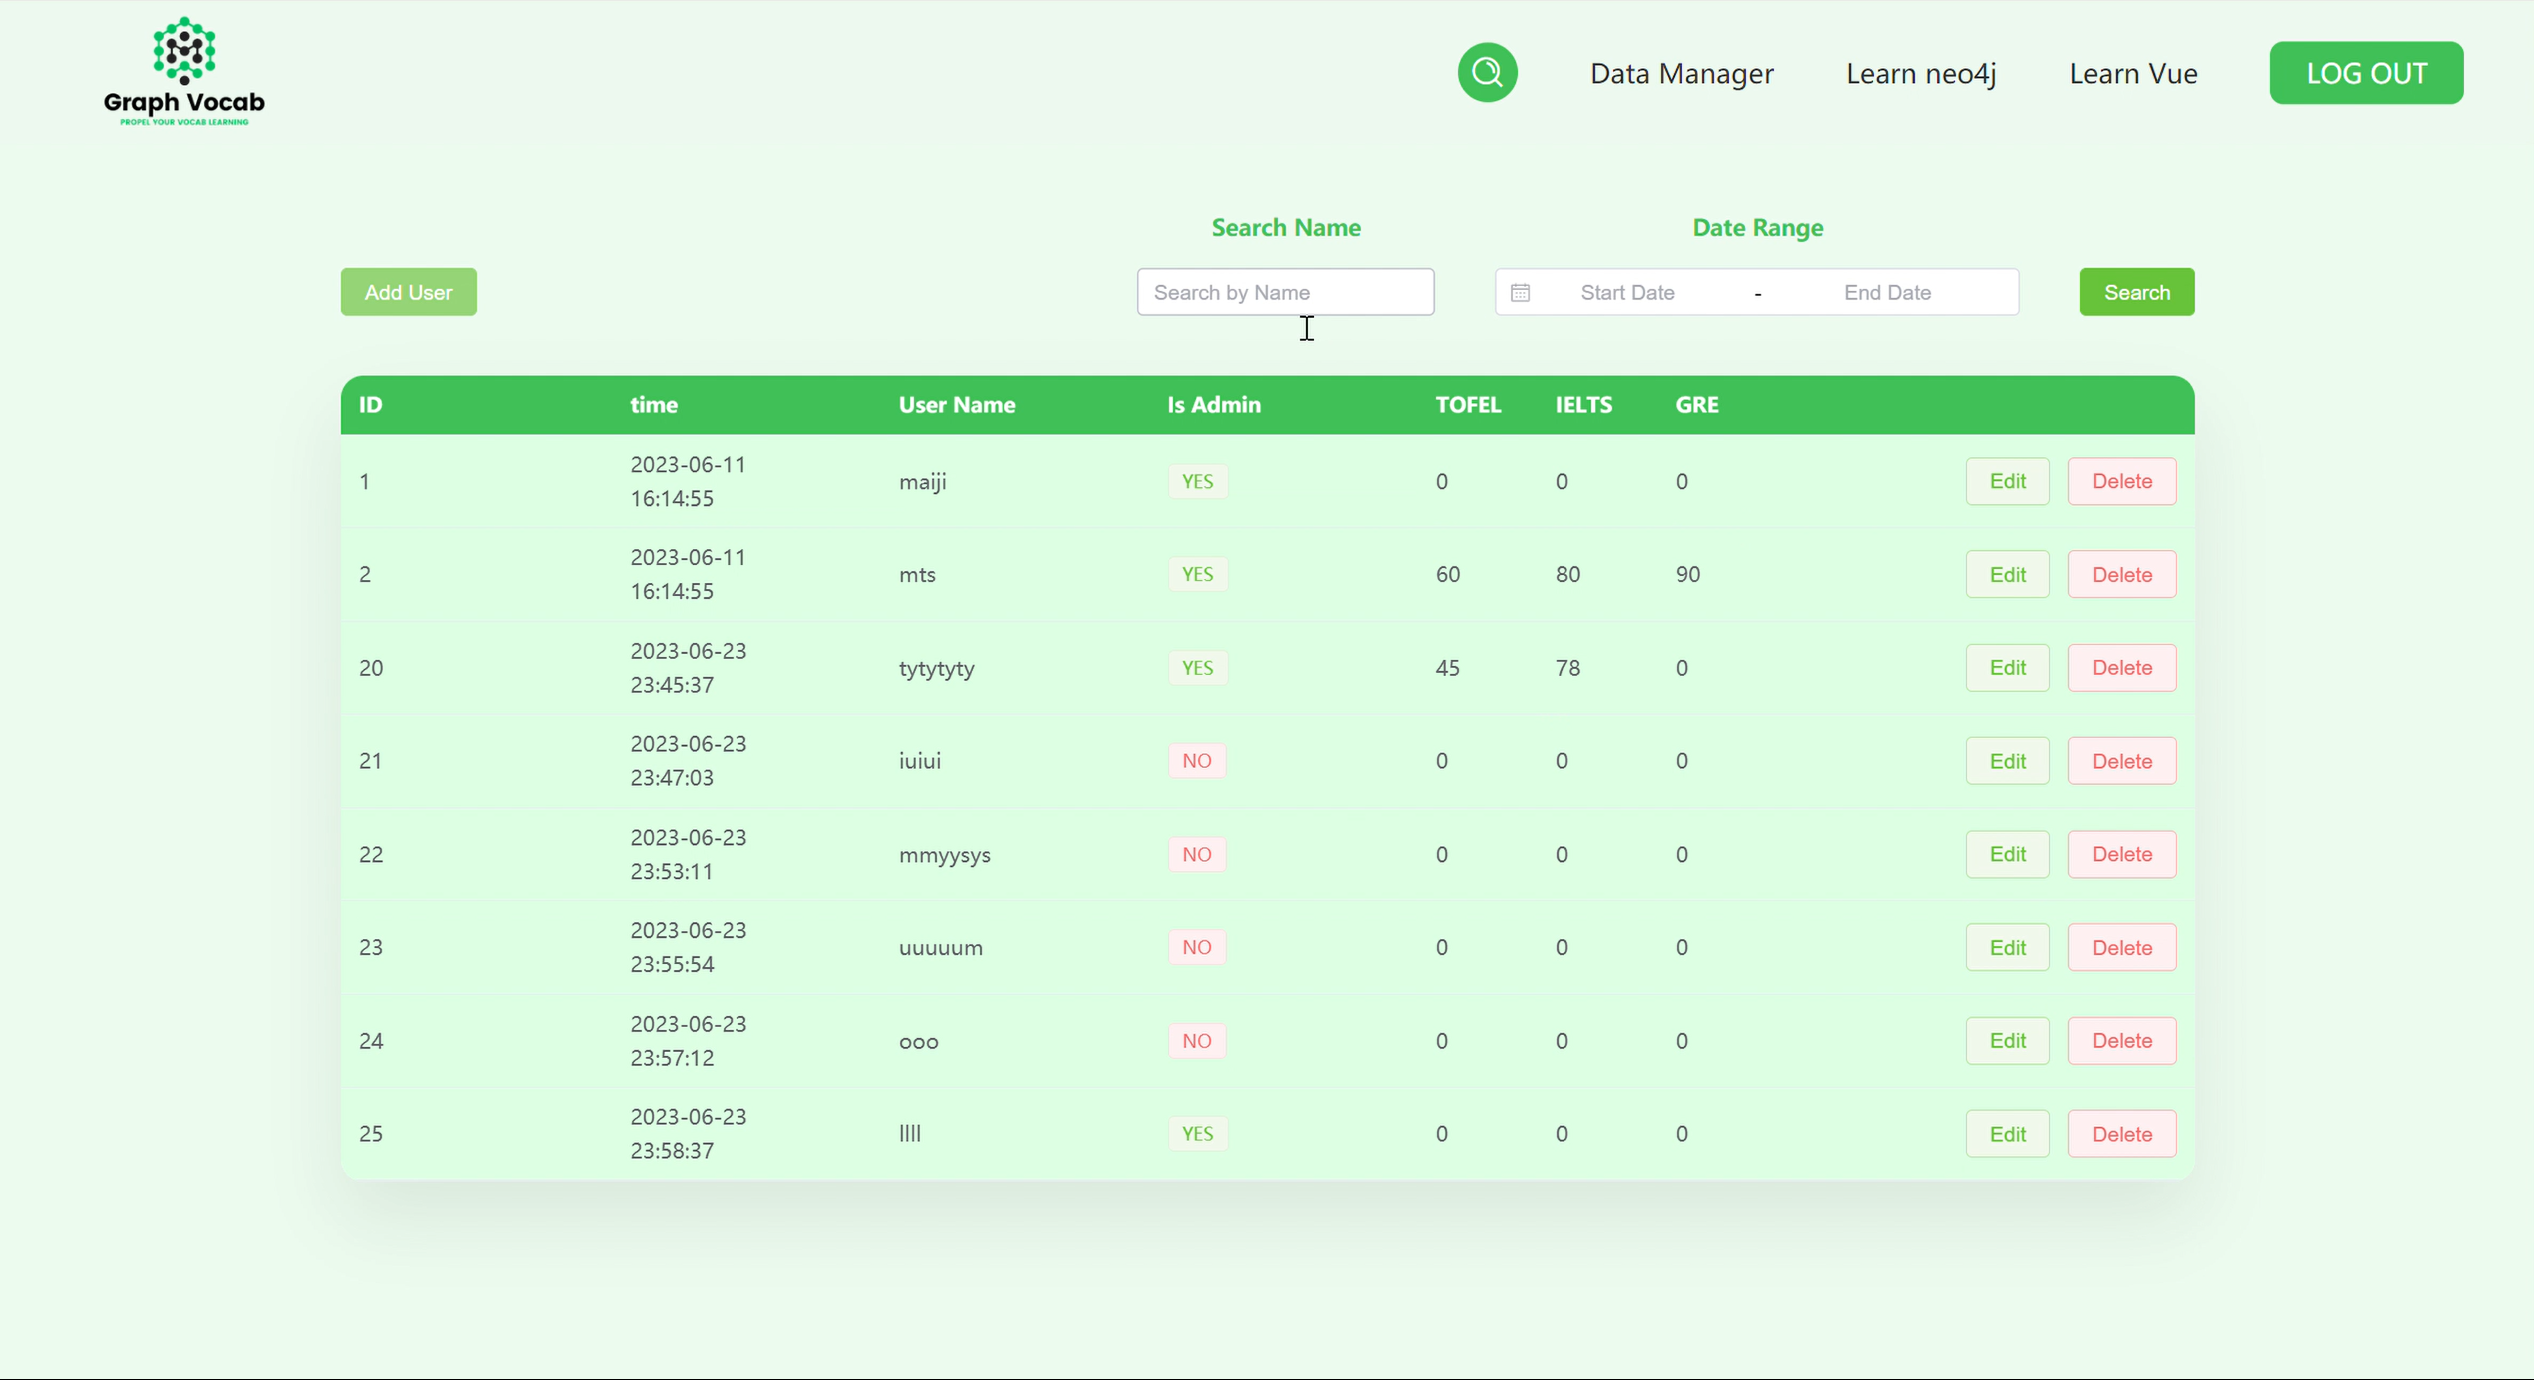 Graph Vocab
PROPEL YOUR VOCAB LEARNING
Data Manager Learn neo4j Learn Vue LOG OUT
Search Name Date Range
Add User Search by Name Start Date - End Date Search
ID time User Name Is Admin TOFEL IELTS GRE
1 2023-06-11 16:14:55 maiji YES 0 0 0 Edit Delete
2 2023-06-11 16:14:55 mts YES 60 80 90 Edit Delete
20 2023-06-23 23:45:37 tytytyty YES 45 78 0 Edit Delete
21 2023-06-23 23:47:03 iuiui NO 0 0 0 Edit Delete
22 2023-06-23 23:53:11 mmyysys NO 0 0 0 Edit Delete
23 2023-06-23 23:55:54 uuuuum NO 0 0 0 Edit Delete
24 2023-06-23 23:57:12 ooo NO 0 0 0 Edit Delete
25 2023-06-23 23:58:37 llll YES 0 0 0 Edit Delete